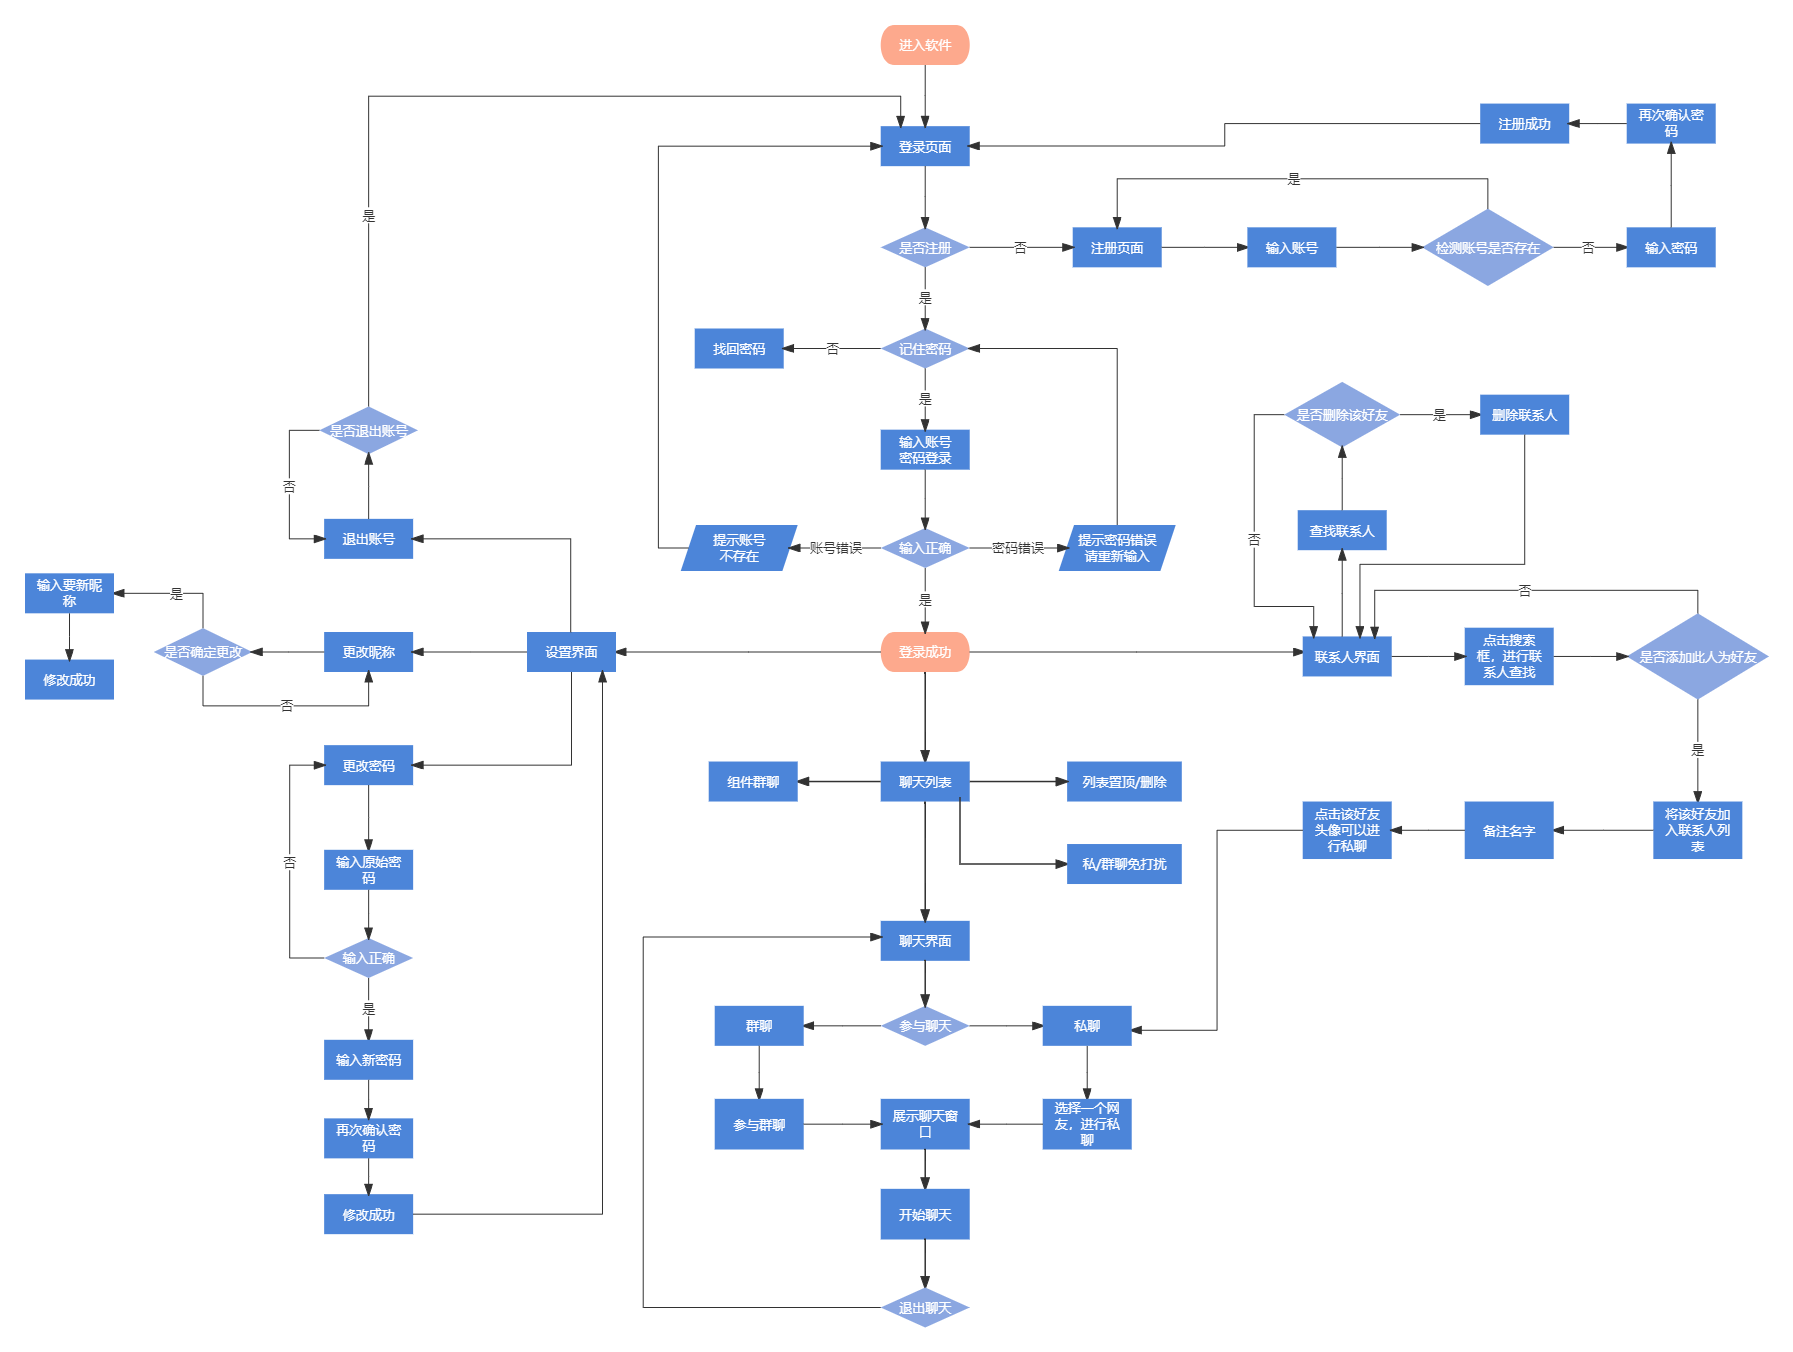 进入软件
登录页面
注册成功
再次确认密
码
是
是
是否注册
否
注册页面
输入账号
检测账号是否存在
否
输入密码
是
找回密码
否
记住密码
是
是否退出账号
否
退出账号
输入账号
密码登录
是否删除该好友
是
删除联系人
查找联系人
否
提示账号
不存在
账号错误
输入正确
密码错误
提示密码错误
请重新输入
是
输入要新昵
称
是
修改成功
是否确定更改
否
更改昵称
设置界面
登录成功
联系人界面
点击搜索
框，进行联
系人查找
否
是否添加此人为好友
是
更改密码
组件群聊
聊天列表
列表置顶/删除
私/群聊免打扰
点击该好友
头像可以进
行私聊
备注名字
将该好友加
入联系人列
表
否
输入原始密
码
输入正确
是
输入新密码
再次确认密
码
修改成功
聊天界面
群聊
参与聊天
私聊
参与群聊
展示聊天窗
口
选择一个网
友，进行私
聊
开始聊天
退出聊天